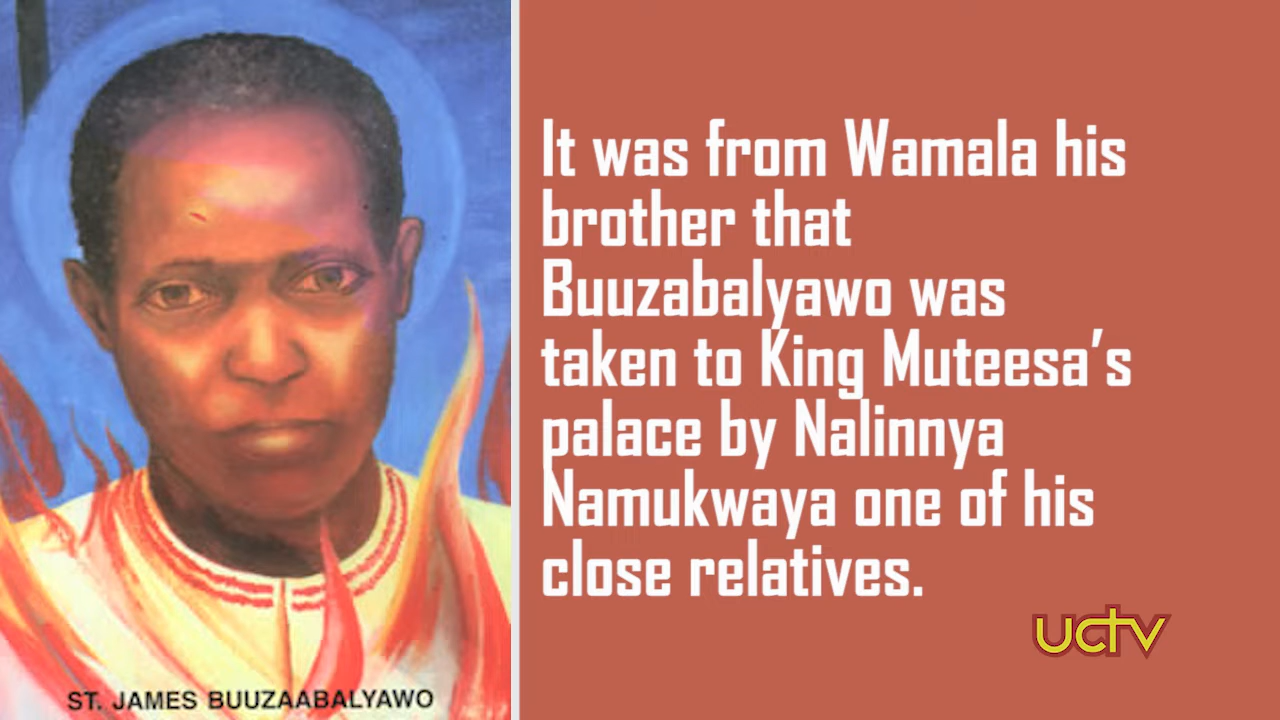 It was from Wamala his
brother that
Buuzabalyawo was
taken to King Muteesa's
palace by Nalinnya
Namukwaya one of his
close relatives.
uctv
ST. JAMES BUUZAABALYAWO